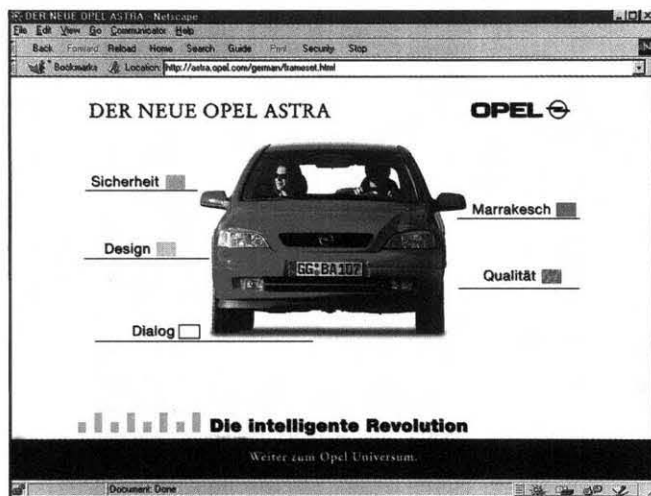 DER NEUE OPEL ASTRA - Netscape
File Edit View Go Communicator Help
Back Forward Reload Home Search Guide Print Security Stop
Bookmarks Location: http://astra.opel.com/german/frameset.html
DER NEUE OPEL ASTRA
OPEL
Sicherheit
Marrakesch
Design
Qualität
GG BA 107
Dialog
Die intelligente Revolution
Weiter zum Opel Universum.
Document: Done